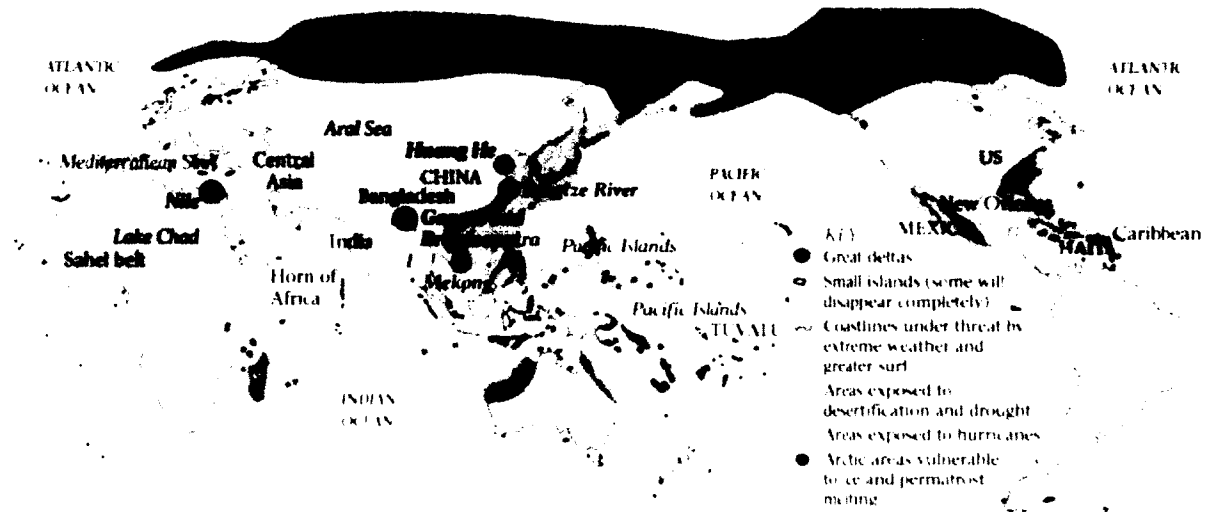 ATLANTIC
OCEAN
ATLANTIC
OCEAN
Aral Sea
Mediterranean
Central
Asia
Huang He
CHINA
Bangladesh
River
PACIFIC
OCEAN
US
New
Nile
Lake Chad
Sahel belt
India
Pacific Islands
MEXICO
HAITI
Caribbean
Horn of
Africa
Mekong
Pacific Islands
TUVALU
INDIAN
OCEAN
KEY
Great deltas
Small islands (some will
disappear completely)
Coastlines under threat by
extreme weather and
greater surf
Areas exposed to
desertification and drought
Areas exposed to hurricanes
Arctic areas vulnerable
to ice and permafrost
melting